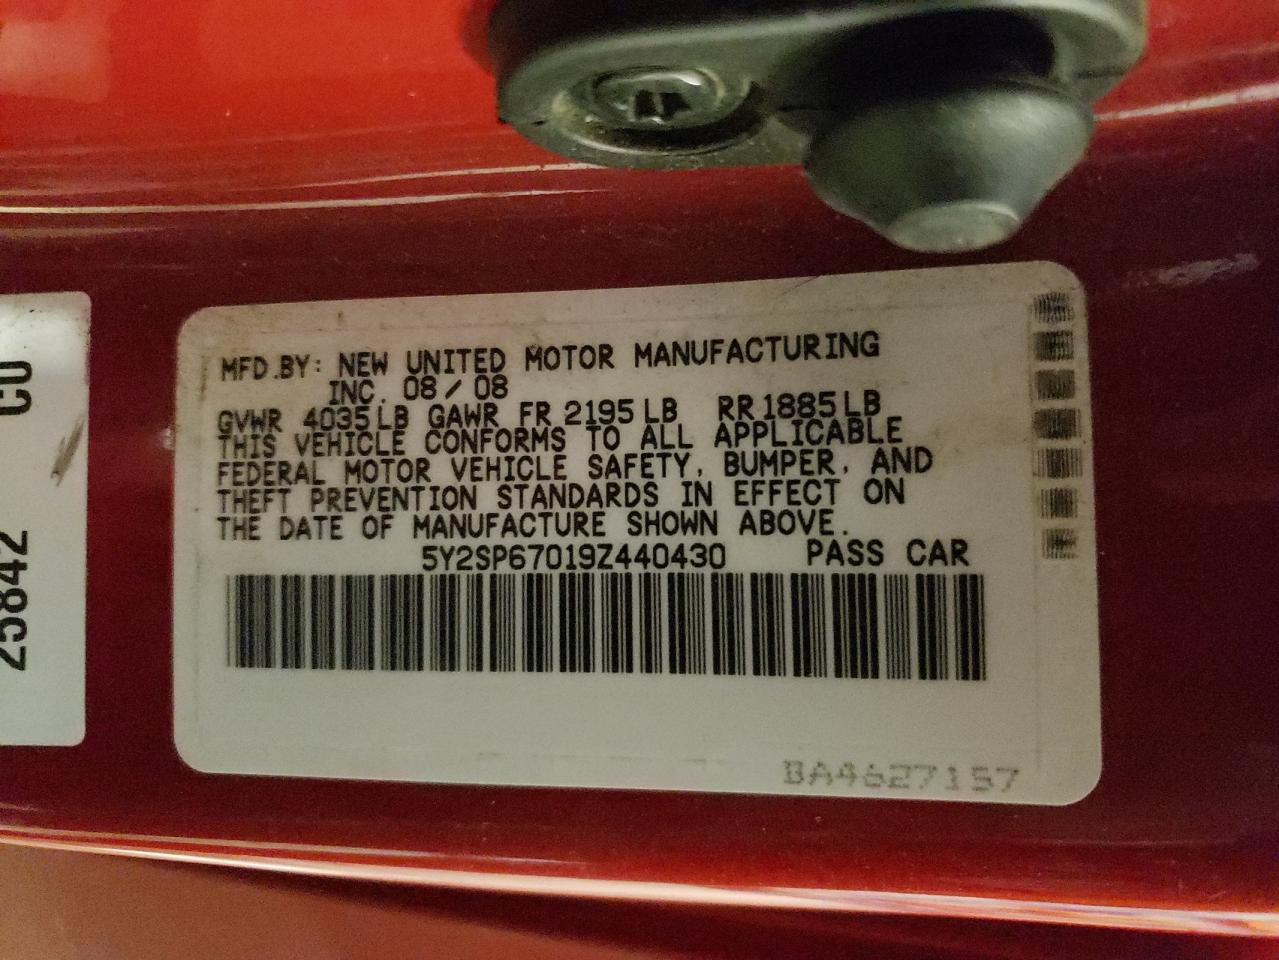 MFD.BY: NEW UNITED MOTOR MANUFACTURING
INC. 08/08
GVWR 4035LB GAWR FR 2195LB RR1885LB
THIS VEHICLE CONFORMS TO ALL APPLICABLE
FEDERAL MOTOR VEHICLE SAFETY, BUMPER, AND
THEFT PREVENTION STANDARDS IN EFFECT ON
THE DATE OF MANUFACTURE SHOWN ABOVE.
5Y2SP67019Z440430 PASS CAR
BA4627157
25842 CU